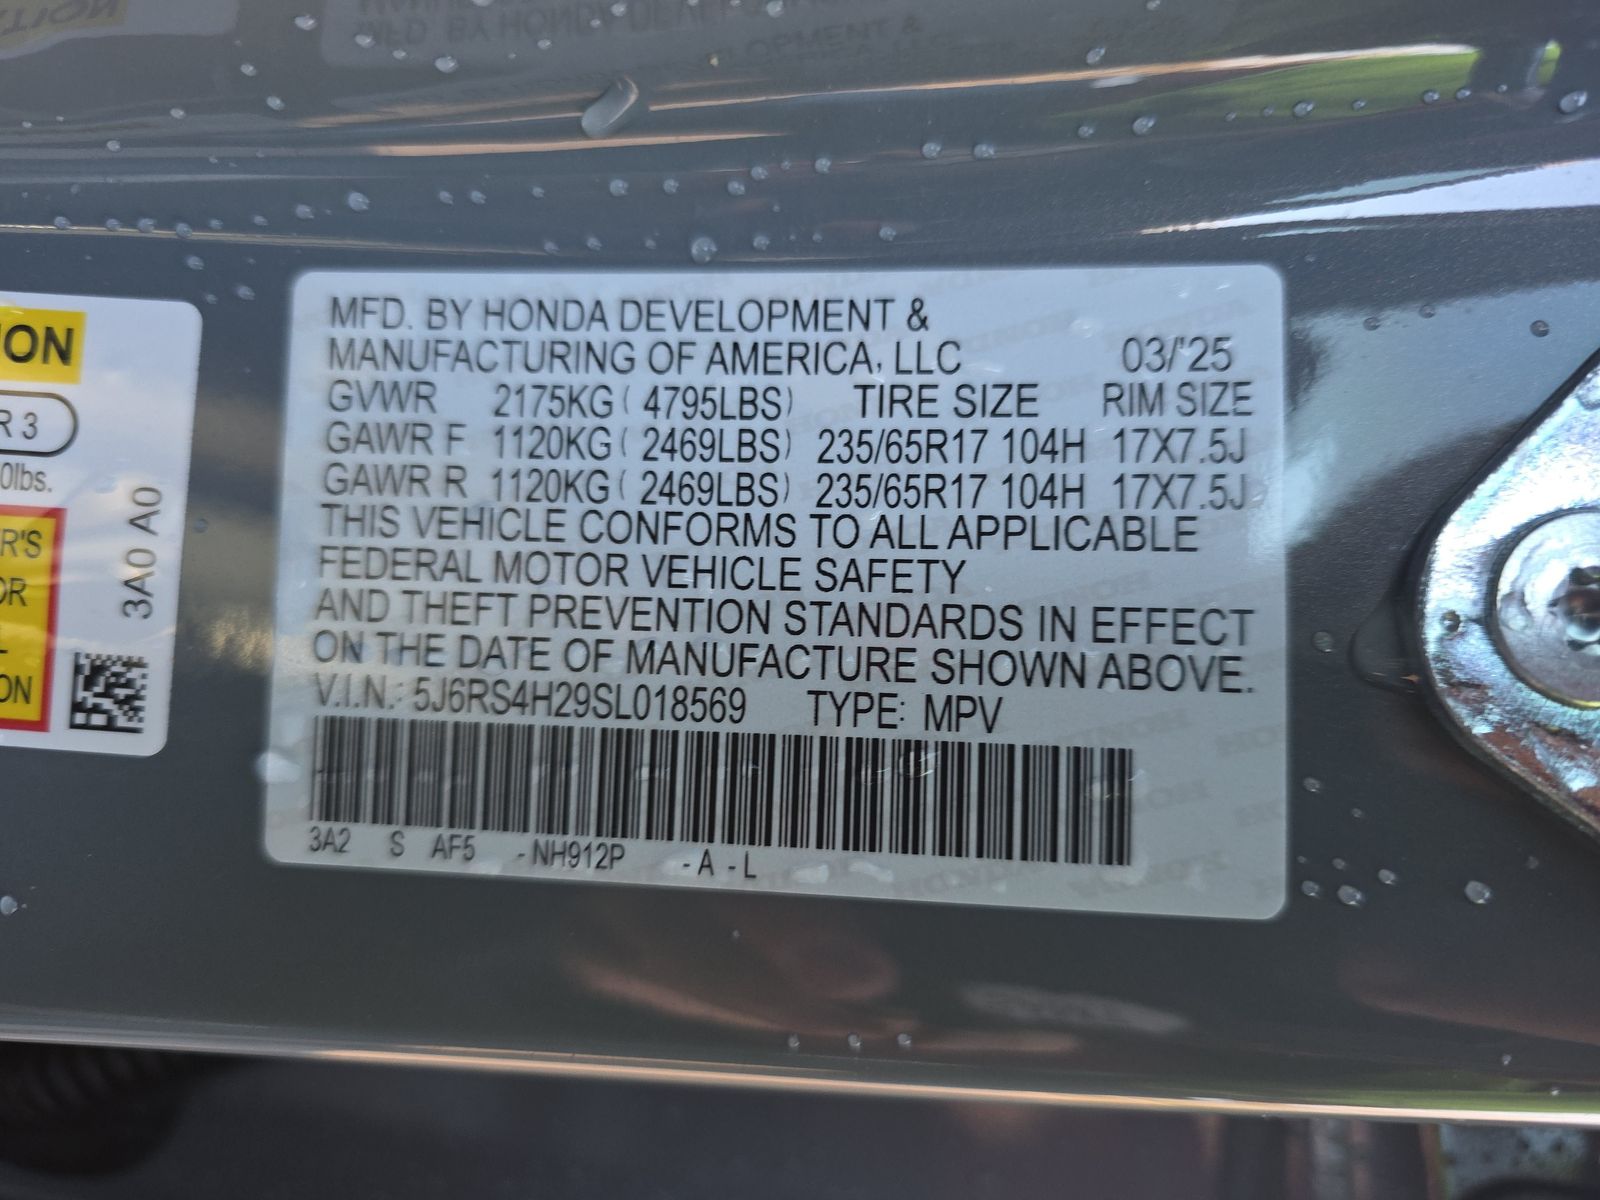 MFD. BY HONDA DEVELOPMENT &
MANUFACTURING OF AMERICA, LLC 03/'25
GVWR 2175KG ( 4795LBS) TIRE SIZE RIM SIZE
GAWR F 1120KG ( 2469LBS) 235/65R17 104H 17X7.5J
GAWR R 1120KG ( 2469LBS) 235/65R17 104H 17X7.5J
THIS VEHICLE CONFORMS TO ALL APPLICABLE
FEDERAL MOTOR VEHICLE SAFETY
AND THEFT PREVENTION STANDARDS IN EFFECT
ON THE DATE OF MANUFACTURE SHOWN ABOVE.
V.I.N.: 5J6RS4H29SL018569 TYPE: MPV
3A2 S AF5 - NH912P - A - L
ION
R 3
0lbs.
R'S
OR
L
ON
3A0 A0